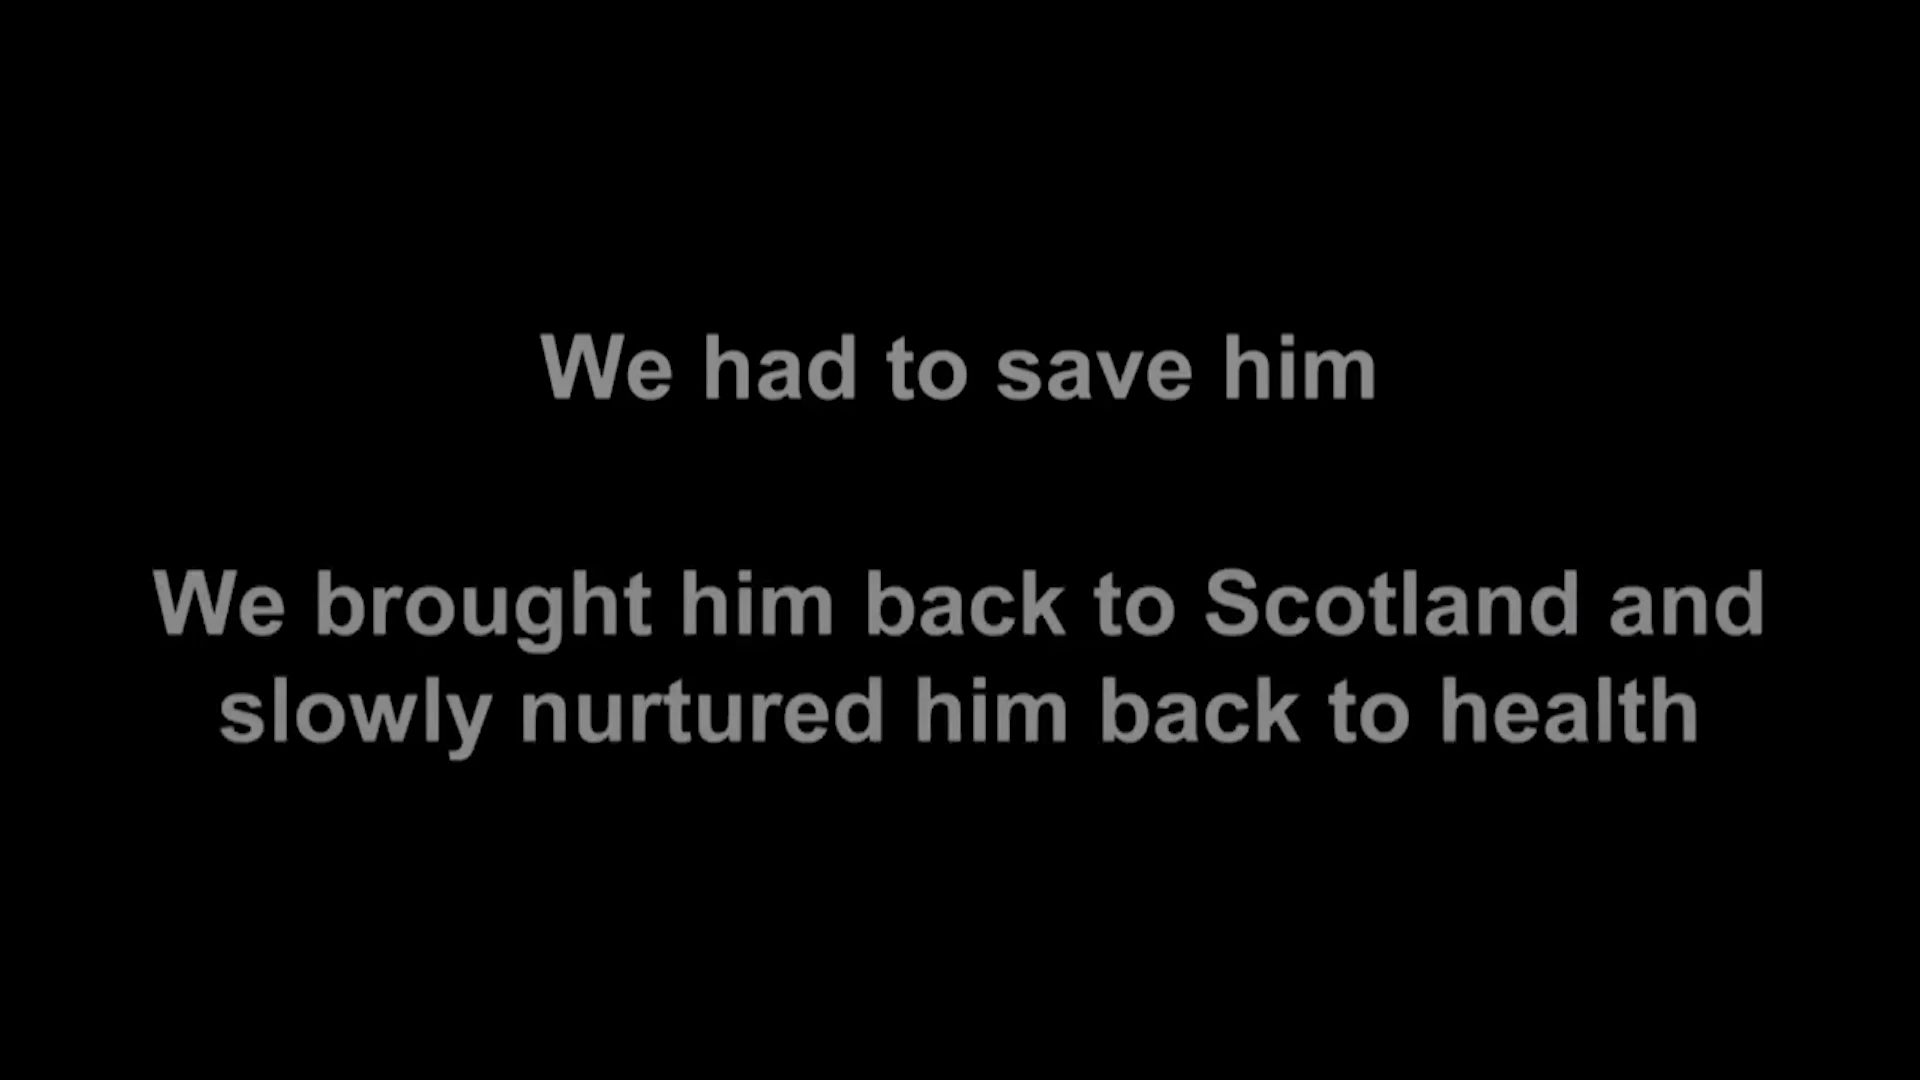 We had to save him
We brought him back to Scotland and
slowly nurtured him back to health